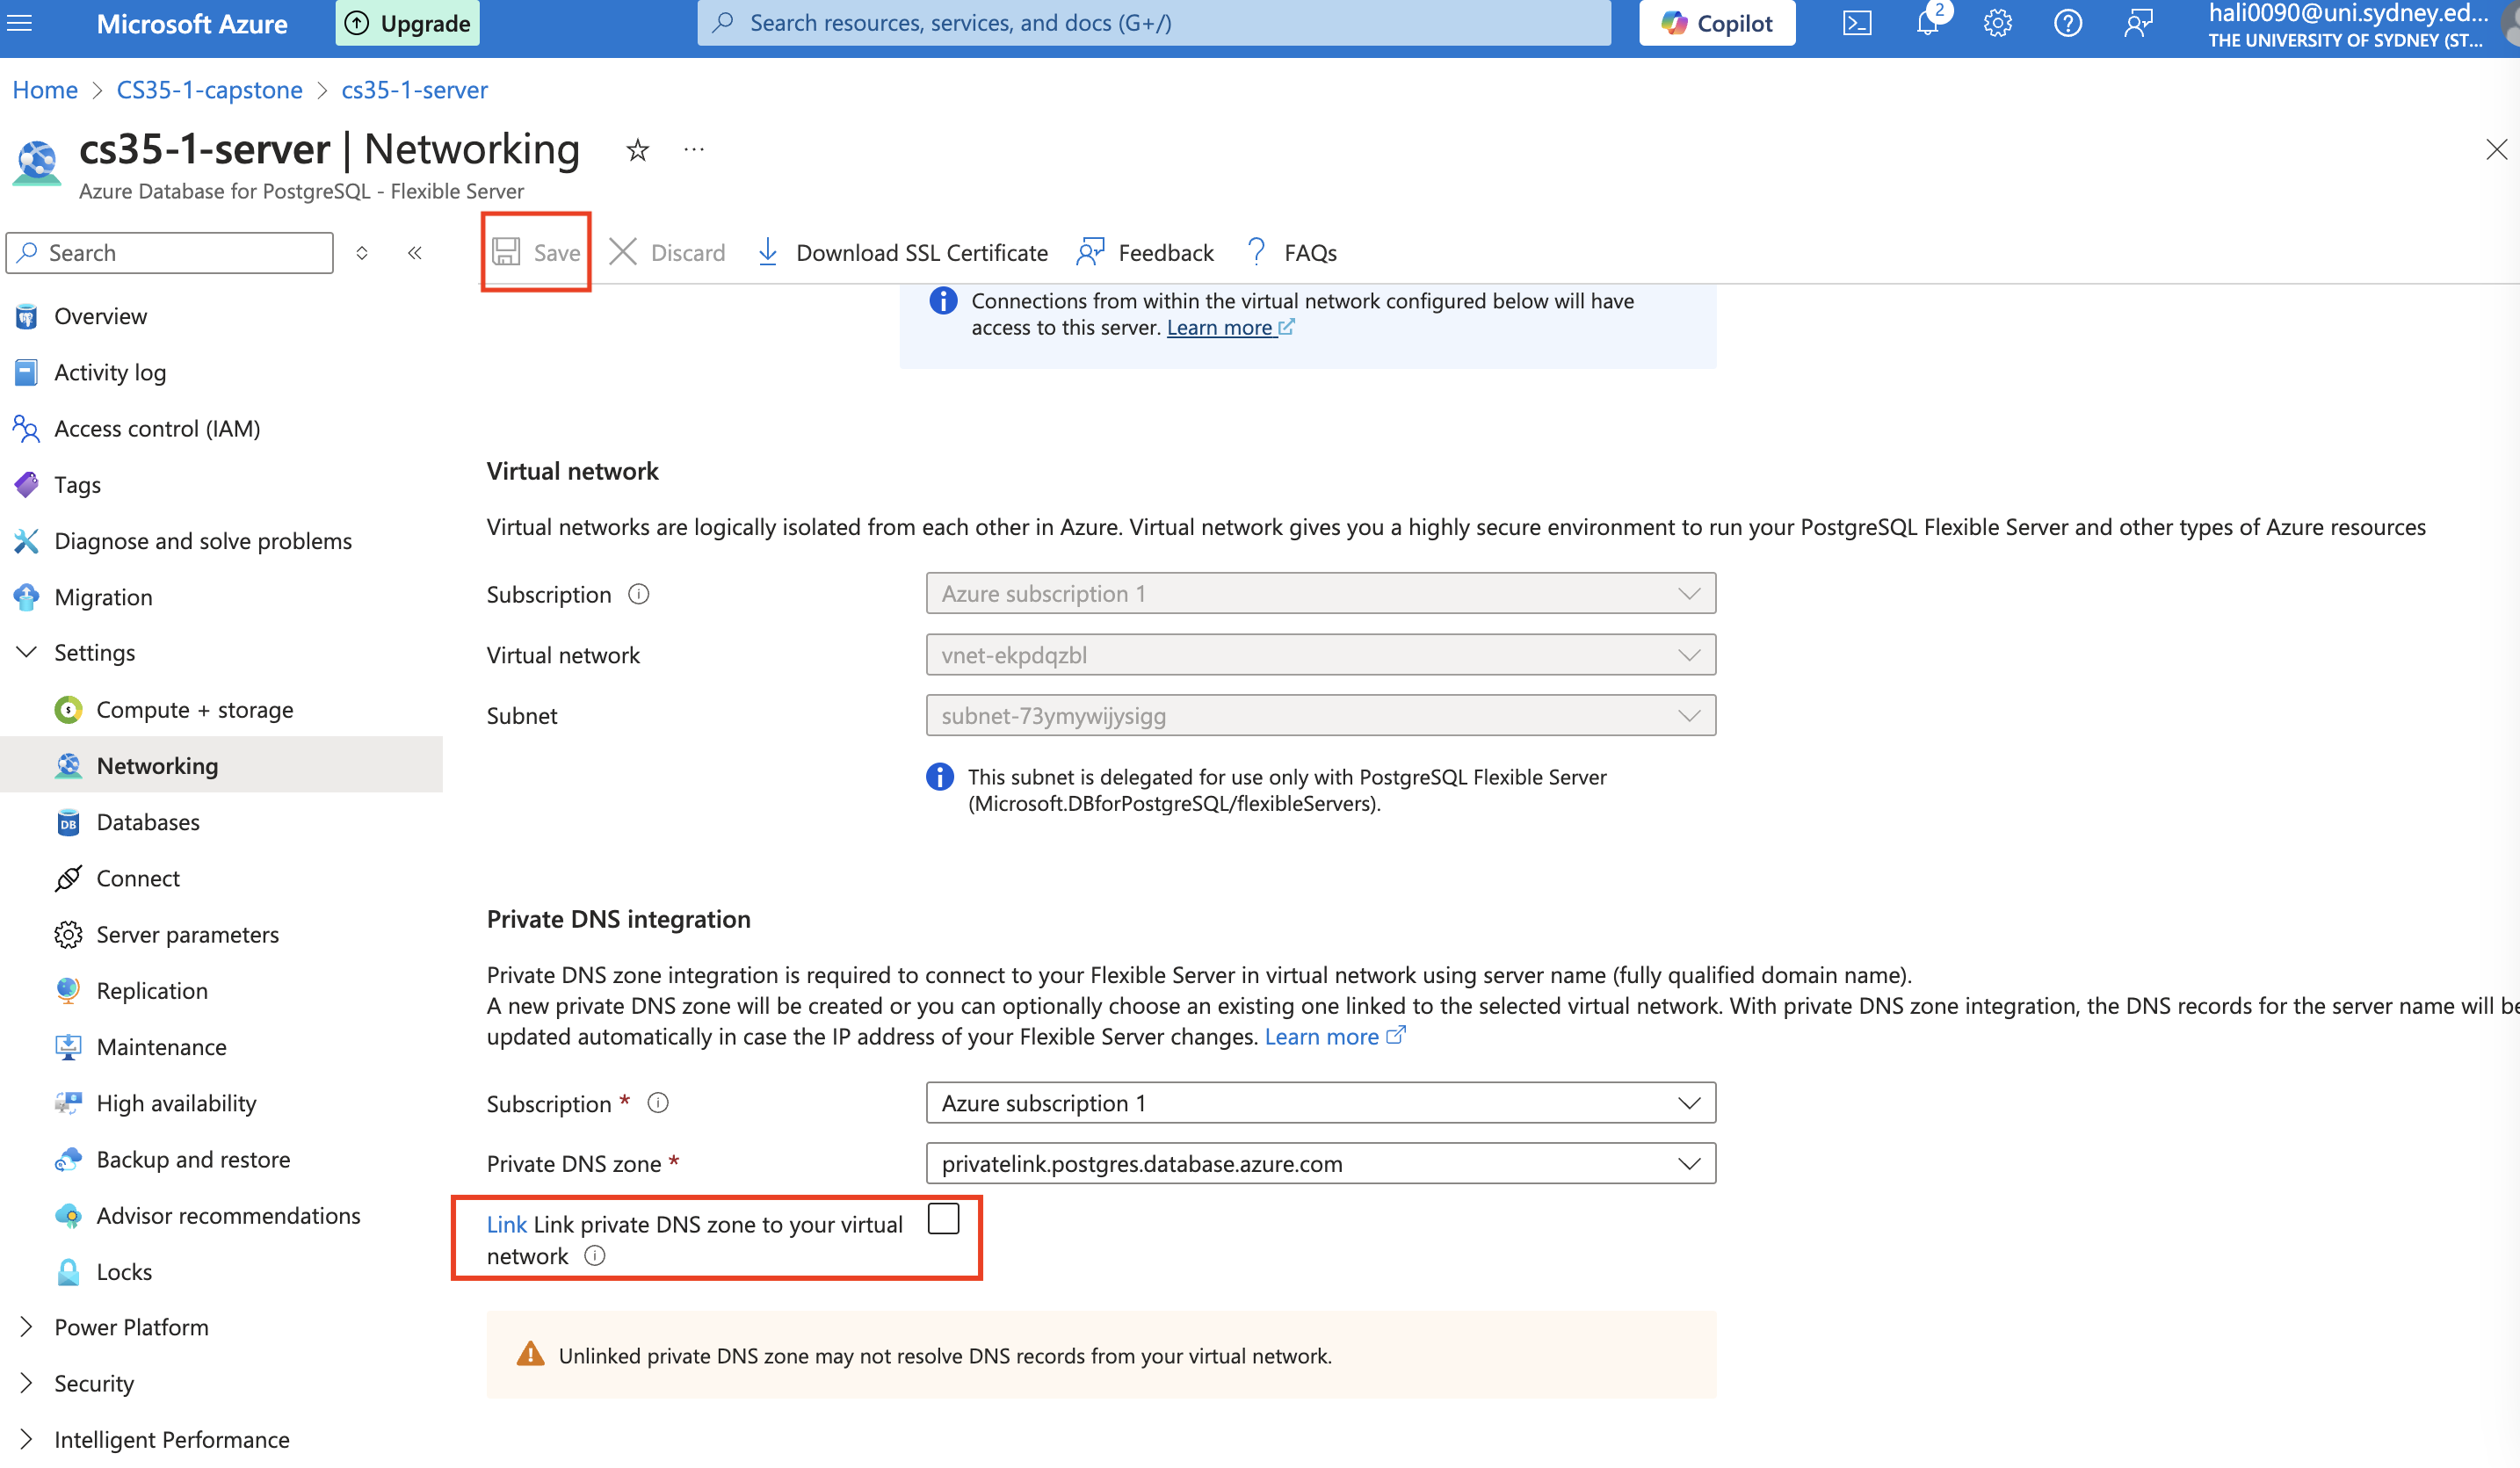 Microsoft Azure
Upgrade
Search resources, services, and docs (G+/)
Copilot
2
hali0090@uni.sydney.ed...
THE UNIVERSITY OF SYDNEY (ST...
Home > CS35-1-capstone > cs35-1-server
cs35-1-server | Networking
Azure Database for PostgreSQL - Flexible Server
Search
Save
Discard
Download SSL Certificate
Feedback
FAQs
Overview
Activity log
Access control (IAM)
Tags
Diagnose and solve problems
Migration
Settings
Compute + storage
Networking
Databases
Connect
Server parameters
Replication
Maintenance
High availability
Backup and restore
Advisor recommendations
Locks
Power Platform
Security
Intelligent Performance
Connections from within the virtual network configured below will have
access to this server. Learn more
Virtual network
Virtual networks are logically isolated from each other in Azure. Virtual network gives you a highly secure environment to run your PostgreSQL Flexible Server and other types of Azure resources
Subscription
Azure subscription 1
Virtual network
vnet-ekpdqzbl
Subnet
subnet-73ymywijysigg
This subnet is delegated for use only with PostgreSQL Flexible Server
(Microsoft.DBforPostgreSQL/flexibleServers).
Private DNS integration
Private DNS zone integration is required to connect to your Flexible Server in virtual network using server name (fully qualified domain name).
A new private DNS zone will be created or you can optionally choose an existing one linked to the selected virtual network. With private DNS zone integration, the DNS records for the server name will be
updated automatically in case the IP address of your Flexible Server changes. Learn more
Subscription *
Azure subscription 1
Private DNS zone *
privatelink.postgres.database.azure.com
Link Link private DNS zone to your virtual
network
Unlinked private DNS zone may not resolve DNS records from your virtual network.